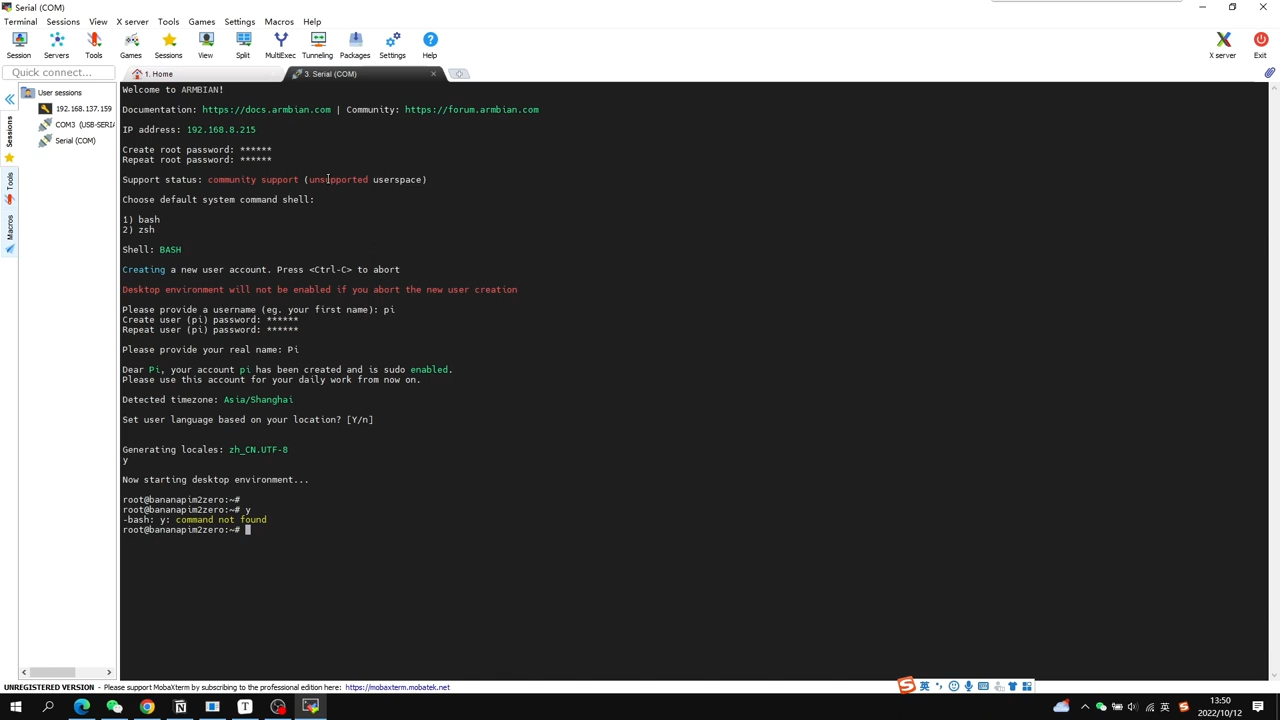 Serial (COM)
Terminal Sessions View X server Tools Games Settings Macros Help
Session Servers Tools Games Sessions View Split MultiExec Tunneling Packages Settings Help X server Exit
Quick connect... 1. Home 3. Serial (COM)
User sessions
192.168.137.159
COM3 (USB-SERIA
Serial (COM)
Sessions
Tools
Macros
Welcome to ARMBIAN!
Documentation: https://docs.armbian.com | Community: https://forum.armbian.com
IP address: 192.168.8.215
Create root password: ******
Repeat root password: ******
Support status: community support (unsupported userspace)
Choose default system command shell:
1) bash
2) zsh
Shell: BASH
Creating a new user account. Press <Ctrl-C> to abort
Desktop environment will not be enabled if you abort the new user creation
Please provide a username (eg. your first name): pi
Create user (pi) password: ******
Repeat user (pi) password: ******
Please provide your real name: Pi
Dear Pi, your account pi has been created and is sudo enabled.
Please use this account for your daily work from now on.
Detected timezone: Asia/Shanghai
Set user language based on your location? [Y/n]
Generating locales: zh_CN.UTF-8
y
Now starting desktop environment...
root@bananapim2zero:~#
root@bananapim2zero:~# y
-bash: y: command not found
root@bananapim2zero:~#
UNREGISTERED VERSION - Please support MobaXterm by subscribing to the professional edition here: https://mobaxterm.mobatek.net
英
英
13:50
2022/10/12